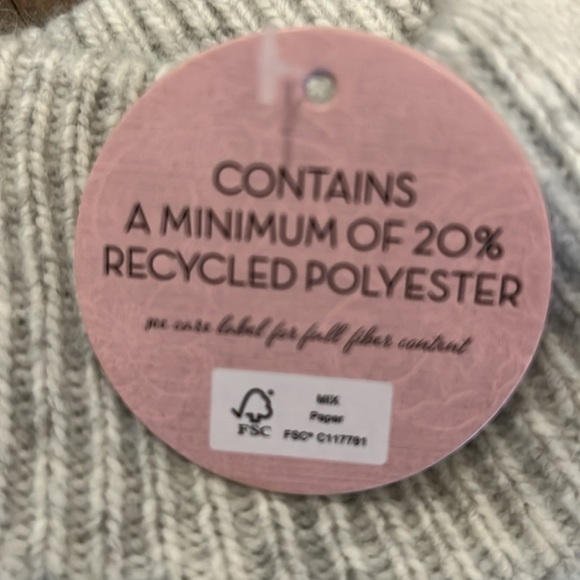 CONTAINS
A MINIMUM OF 20%
RECYCLED POLYESTER
see care label for full fiber content
FSC
MIX
Paper
FSC® C117791